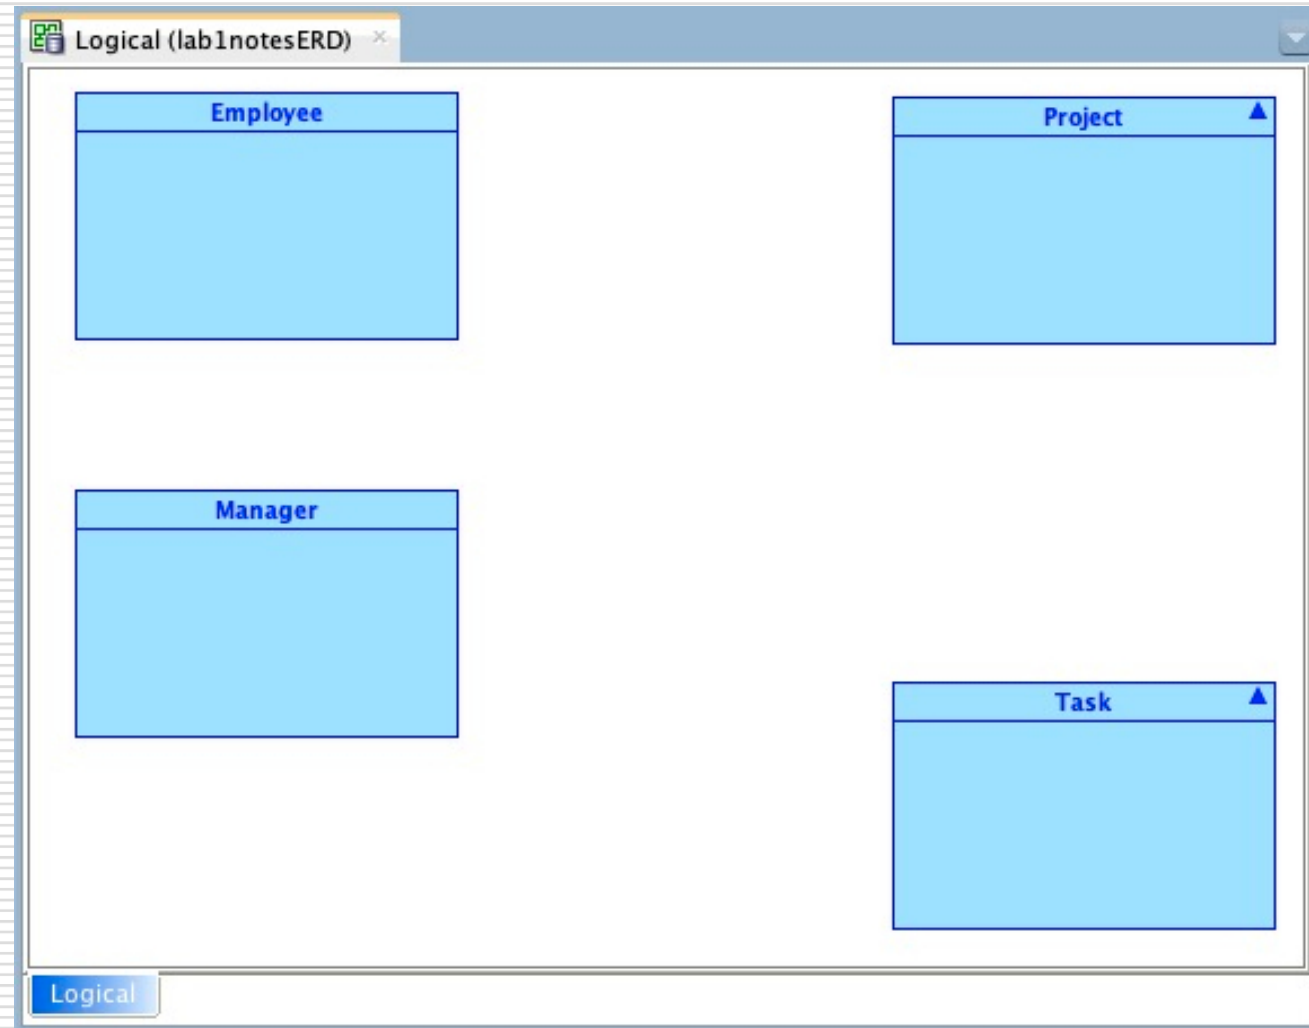 Logical (lab1notesERD)
Employee
Project
Manager
Task
Logical